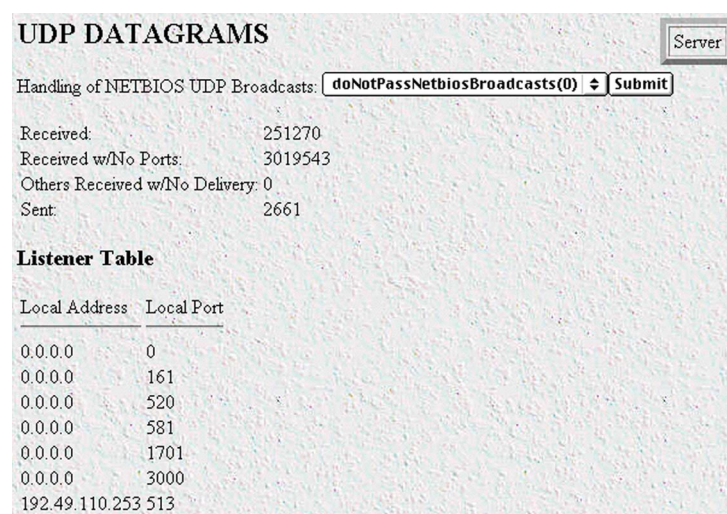 UDP DATAGRAMS
Server
Handling of NETBIOS UDP Broadcasts: doNotPassNetbiosBroadcasts(0) Submit
Received: 251270
Received w/No Ports: 3019543
Others Received w/No Delivery: 0
Sent: 2661
Listener Table
Local Address Local Port
0.0.0.0 0
0.0.0.0 161
0.0.0.0 520
0.0.0.0 581
0.0.0.0 1701
0.0.0.0 3000
192.49.110.253 513